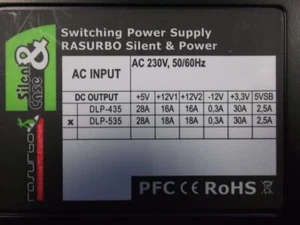 Switching Power Supply
RASURBO Silent & Power
Silent & Case
rasurbo
AC INPUT AC 230V, 50/60Hz
DC OUTPUT +5V +12V1 +12V2 -12V +3,3V 5VSB
DLP-435 28A 16A 16A 0,3A 30A 2,5A
x DLP-535 28A 18A 18A 0,3A 30A 2,5A
PFC CE RoHS